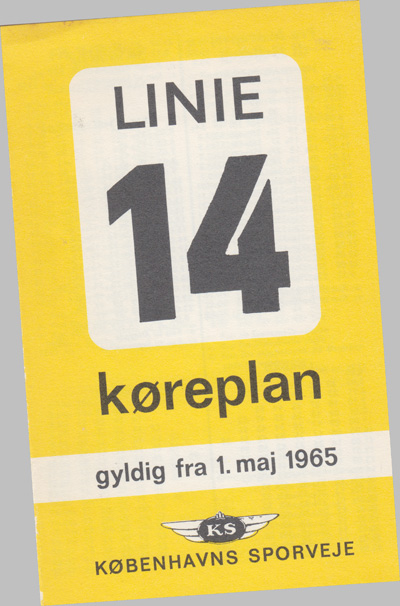 LINIE
14
køreplan
gyldig fra 1. maj 1965
KS
KØBENHAVNS SPORVEJE